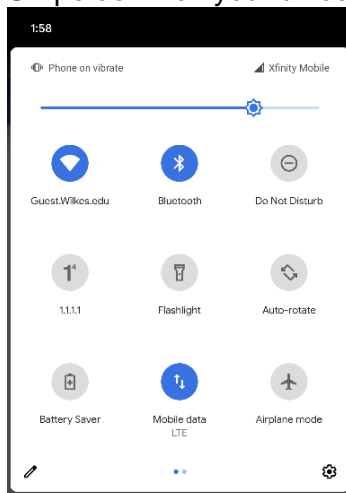 1:58
Phone on vibrate
Xfinity Mobile
Guest.Wilkes.edu
Bluetooth
Do Not Disturb
1⁴
1.1.1.1
Flashlight
Auto-rotate
Battery Saver
Mobile data
LTE
Airplane mode